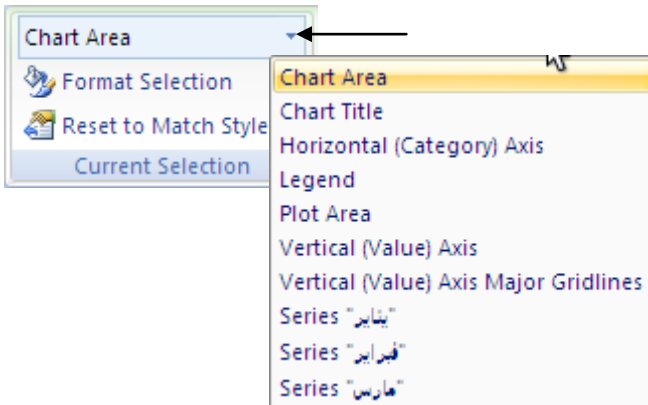 Chart Area
Format Selection
Reset to Match Style
Current Selection
Chart Area
Chart Title
Horizontal (Category) Axis
Legend
Plot Area
Vertical (Value) Axis
Vertical (Value) Axis Major Gridlines
Series "يناير"
Series "فبراير"
Series "مارس"